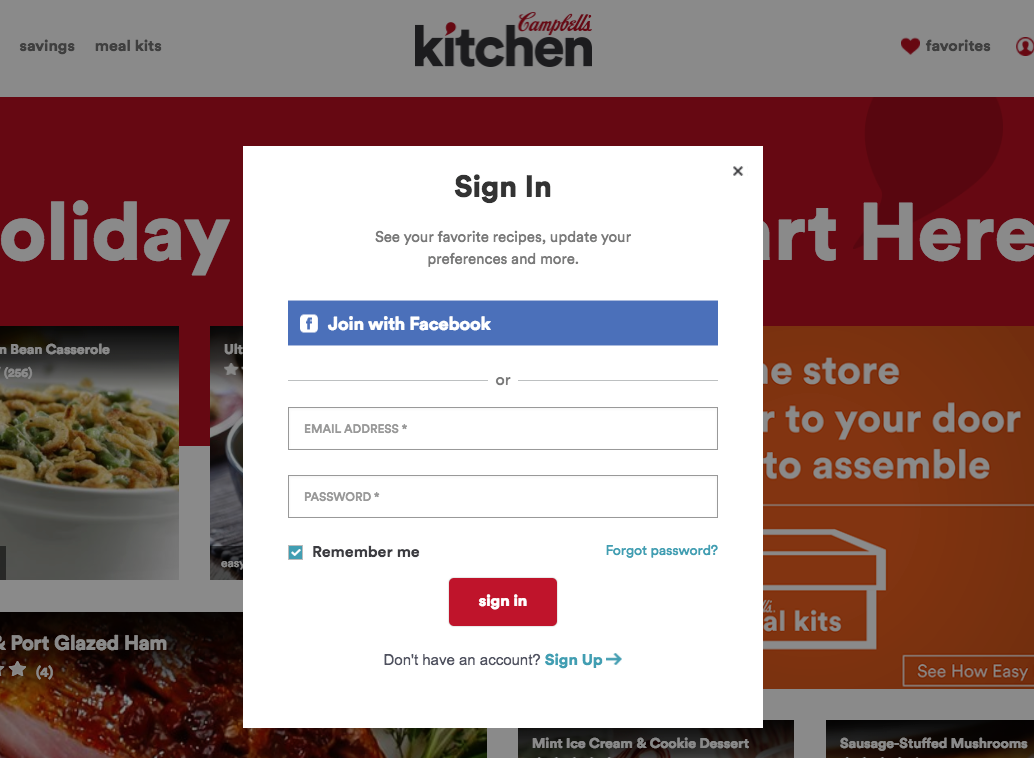 savings
meal kits
Campbell's
kitchen
favorites
oliday
art Here
Sign In
See your favorite recipes, update your
preferences and more.
f Join with Facebook
or
EMAIL ADDRESS *
PASSWORD *
Remember me
Forgot password?
sign in
Don't have an account? Sign Up
n Bean Casserole
(256)
Ult
easy
e store
r to your door
to assemble
al kits
See How Easy
& Port Glazed Ham
(4)
Mint Ice Cream & Cookie Dessert
Sausage-Stuffed Mushrooms